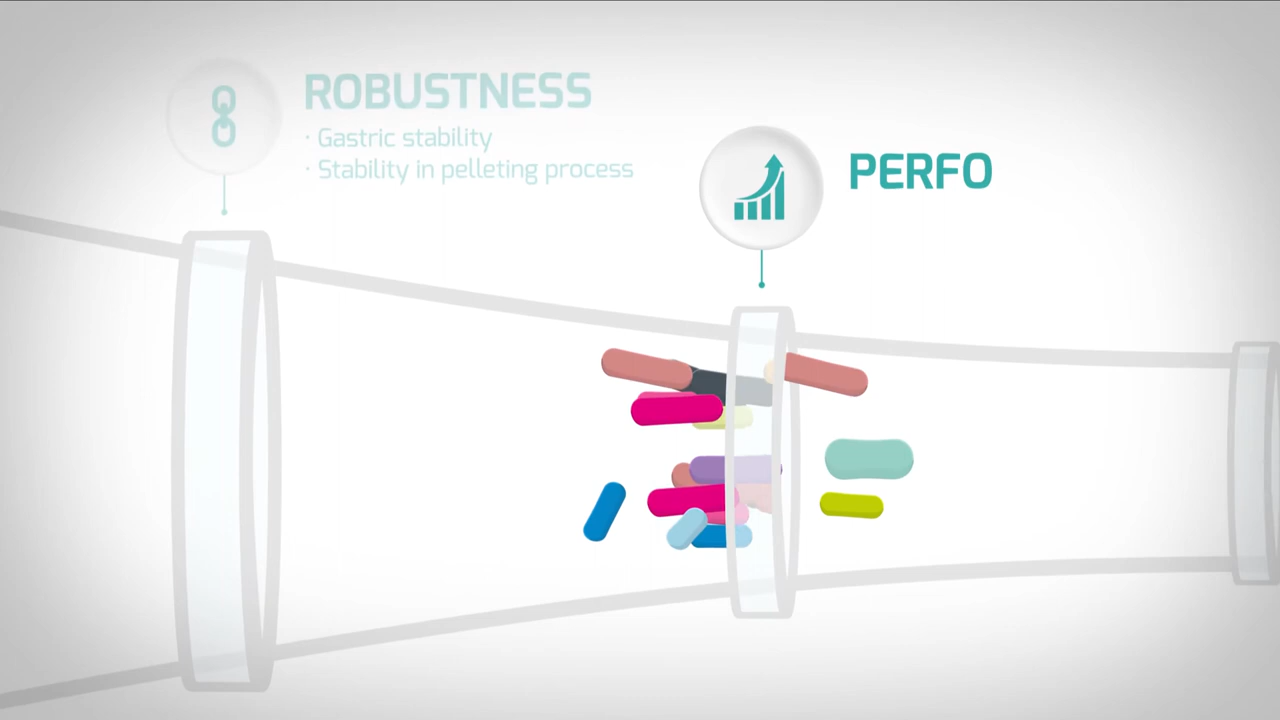 ROBUSTNESS
· Gastric stability
· Stability in pelleting process
PERFO